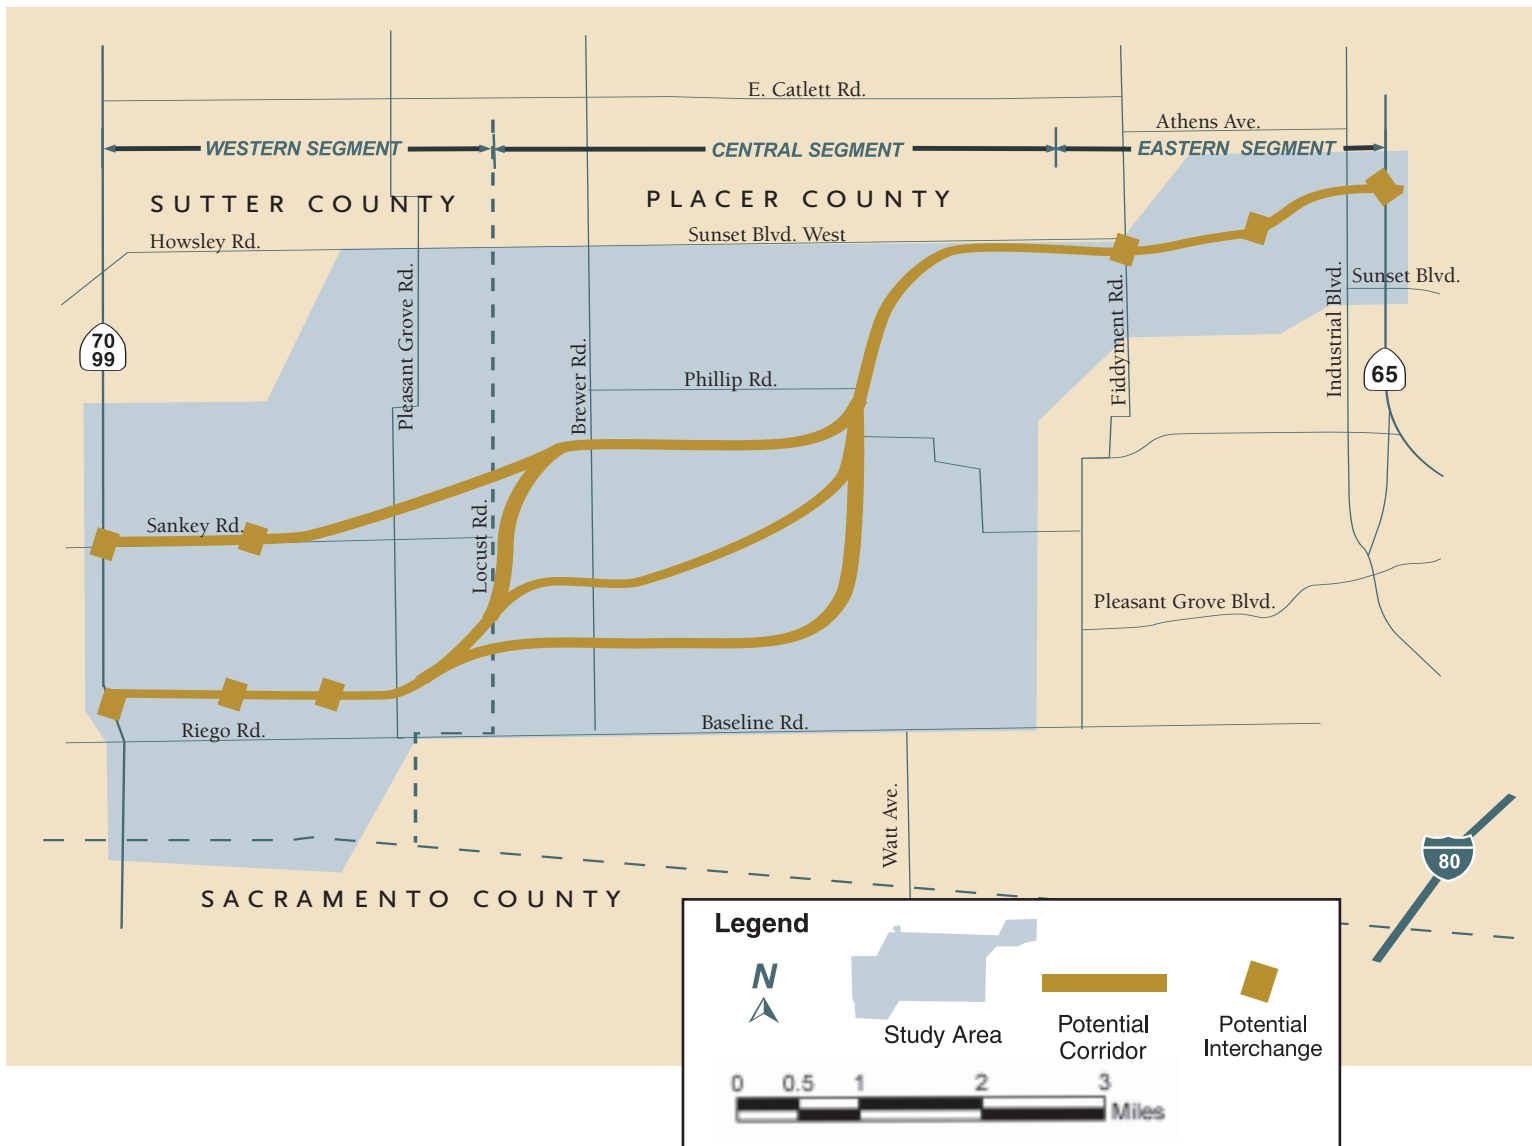 E. Catlett Rd.
Athens Ave.
WESTERN SEGMENT
CENTRAL SEGMENT
EASTERN SEGMENT
SUTTER COUNTY
PLACER COUNTY
Howsley Rd.
Sunset Blvd. West
Sunset Blvd.
Pleasant Grove Rd.
Fiddyment Rd.
Industrial Blvd.
70
99
65
Brewer Rd.
Phillip Rd.
Sankey Rd.
Locust Rd.
Pleasant Grove Blvd.
Riego Rd.
Baseline Rd.
Watt Ave.
80
SACRAMENTO COUNTY
Legend
N
Study Area
Potential
Corridor
Potential
Interchange
0 0.5 1 2 3
Miles